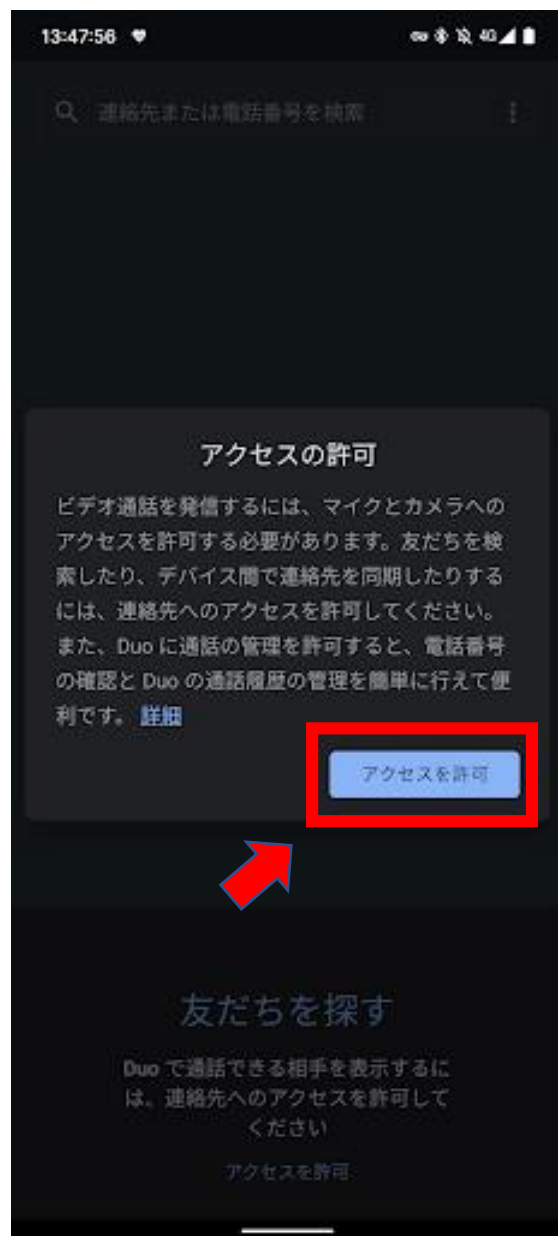 13:47:56
4G
連絡先または電話番号を検索
アクセスの許可
ビデオ通話を発信するには、マイクとカメラへの
アクセスを許可する必要があります。友だちを検
索したり、デバイス間で連絡先を同期したりする
には、連絡先へのアクセスを許可してください。
また、Duo に通話の管理を許可すると、電話番号
の確認と Duo の通話履歴の管理を簡単に行えて便
利です。 詳細
アクセスを許可
友だちを探す
Duo で通話できる相手を表示するに
は、連絡先へのアクセスを許可して
ください
アクセスを許可